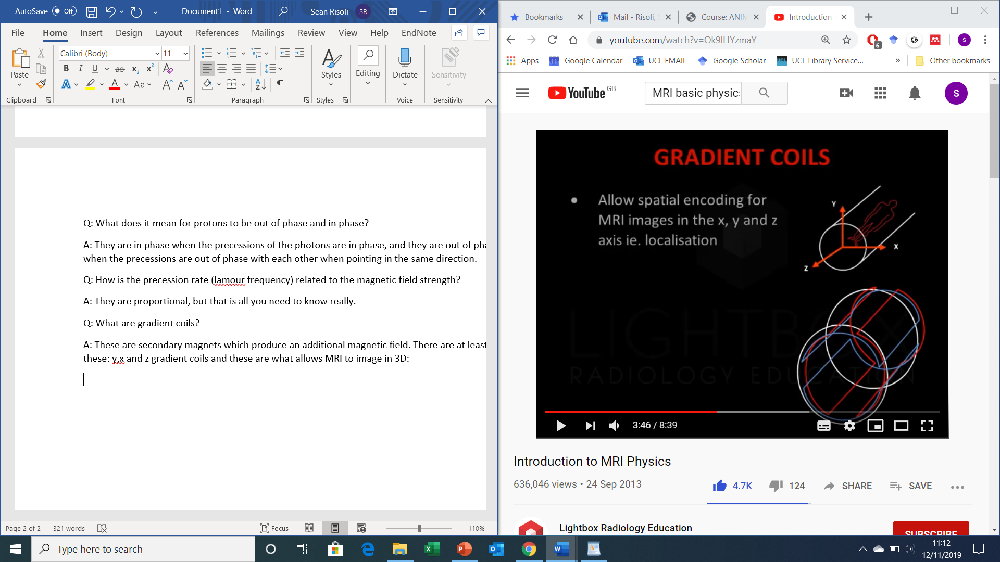 AutoSave Off Document1 - Word Sean Risoli SR
File Home Insert Design Layout References Mailings Review View Help EndNote
Paste
Clipboard
Calibri (Body) 11
B I U ab x₂ x²
A A Aa A A
Font
Paragraph
Styles
Styles
Editing
Dictate
Voice
Sensitivity
Sensitivity
Q: What does it mean for protons to be out of phase and in phase?
A: They are in phase when the precessions of the photons are in phase, and they are out of pha
when the precessions are out of phase with each other when pointing in the same direction.
Q: How is the precession rate (lamour frequency) related to the magnetic field strength?
A: They are proportional, but that is all you need to know really.
Q: What are gradient coils?
A: These are secondary magnets which produce an additional magnetic field. There are at least
these: y,x and z gradient coils and these are what allows MRI to image in 3D:
Page 2 of 2 321 words Focus 110%
Bookmarks Mail - Risoli, Course: ANIM Introduction
youtube.com/watch?v=Ok9ILIYzmaY 6 S
Apps 11 Google Calendar UCL EMAIL Google Scholar UCL UCL Library Service... » Other bookmarks
YouTube GB MRI basic physics S
GRADIENT COILS
• Allow spatial encoding for
MRI images in the x, y and z
axis ie. localisation
Y
X
Z
LIGHTBOX
RADIOLOGY EDUCATION
3:46 / 8:39
Introduction to MRI Physics
636,046 views • 24 Sep 2013 4.7K 124 SHARE SAVE
Lightbox Radiology Education
SUBSCRIBE
Type here to search
11:12
12/11/2019